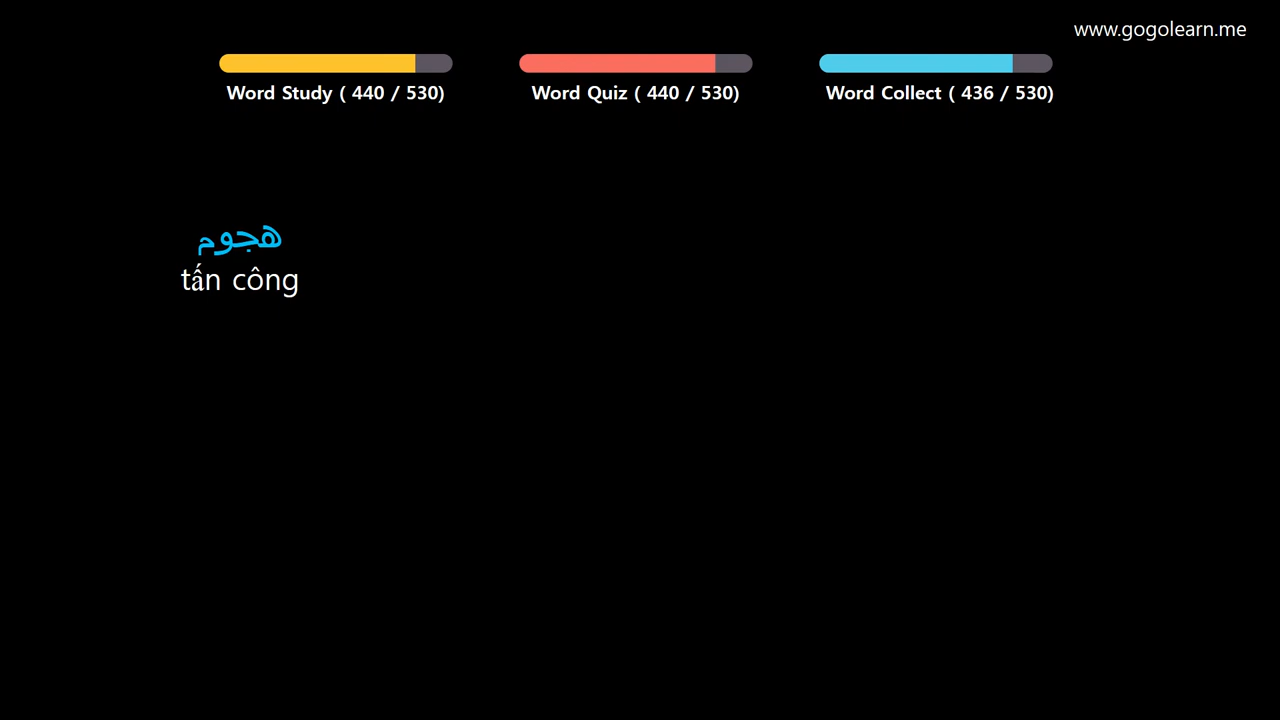 www.gogolearn.me
Word Study ( 440 / 530)
Word Quiz ( 440 / 530)
Word Collect ( 436 / 530)
هجوم
tấn công